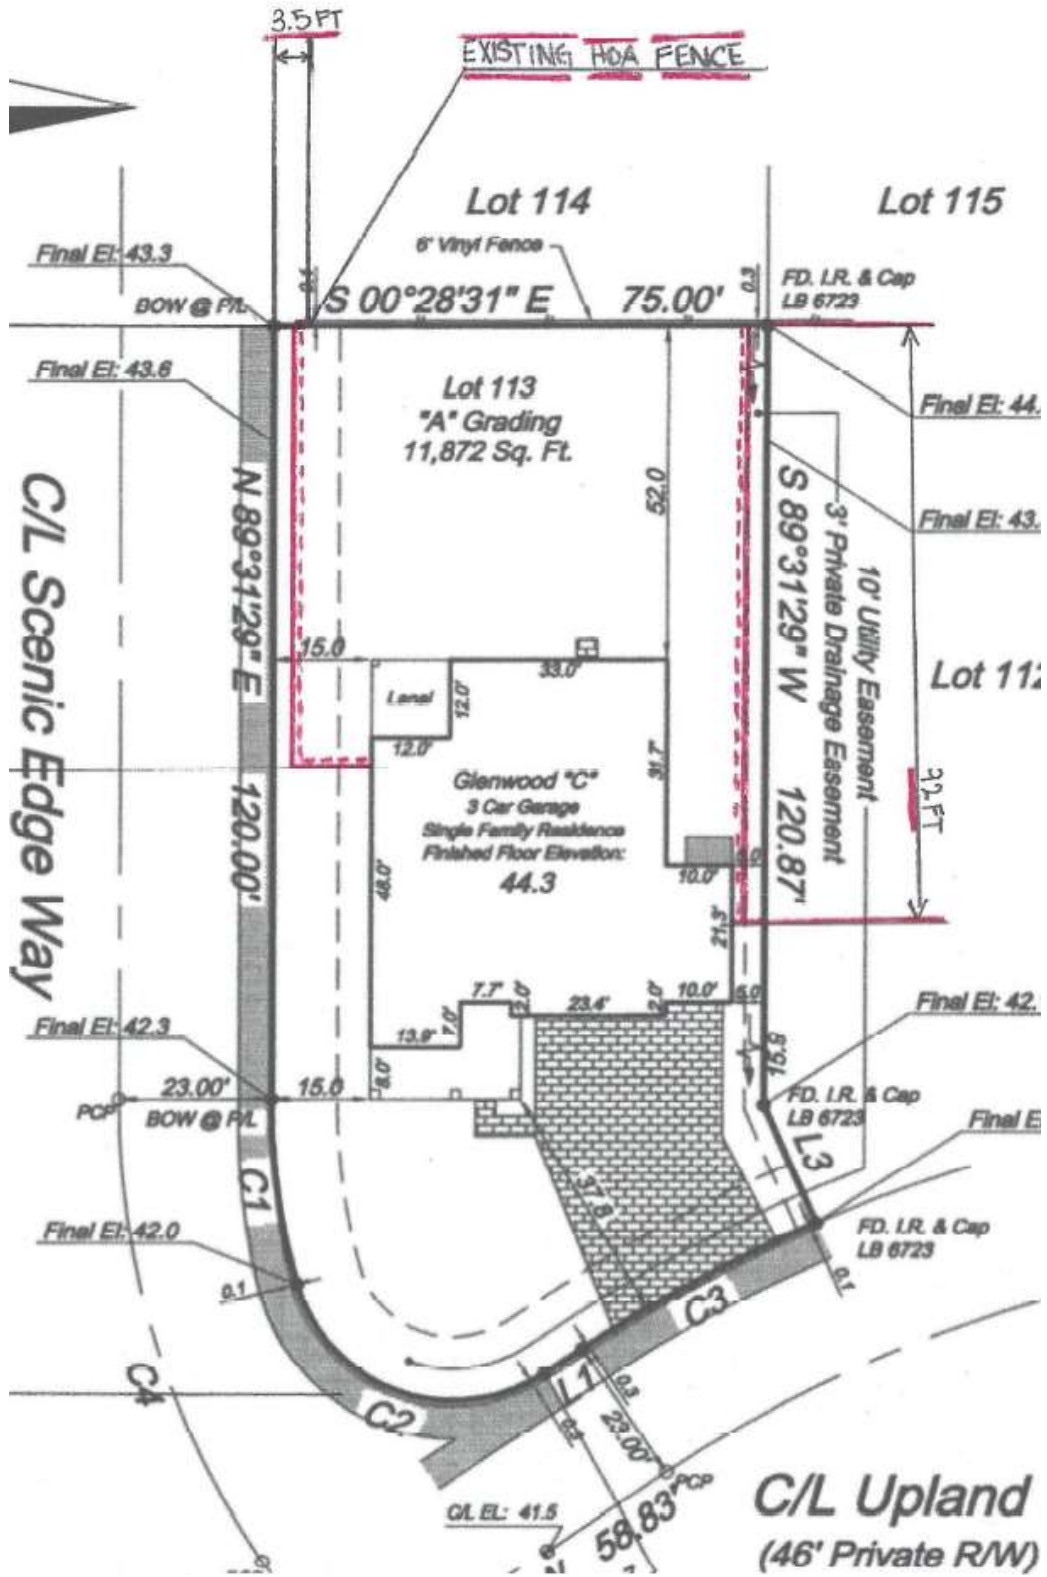 3.5 FT
EXISTING HOA FENCE
Lot 114
Lot 115
6' Vinyl Fence
Final El: 43.3
BOW @ P/L
0.1
S 00°28'31" E 75.00'
0.3
FD. I.R. & Cap
LB 6723
Final El: 43.6
Lot 113
"A" Grading
11,872 Sq. Ft.
Final El: 44.
C/L Scenic Edge Way
N 89°31'29" E 120.00'
52.0
S 89°31'29" W 120.87'
3' Private Drainage Easement
10' Utility Easement
Final El: 43.
15.0
33.0'
Lanai
12.0'
12.0'
31.7'
Lot 112
Glenwood "C"
3 Car Garage
Single Family Residence
Finished Floor Elevation:
44.3
48.0'
10.0'
21.3'
FT
7.7'
2.0'
23.4'
2.0'
10.0'
5.0'
Final El: 42.
Final El: 42.3
13.9'
7.0'
8.0'
15.9
23.00'
15.0
PCP
BOW @ P/L
FD. I.R. & Cap
LB 6723
L3
Final E
C1
37.8
Final El: 42.0
0.1
FD. I.R. & Cap
LB 6723
0.1
C3
C4
C2
L1
0.3
23.00'
PCP
C/L EL: 41.5
58.83'
C/L Upland
(46' Private R/W)